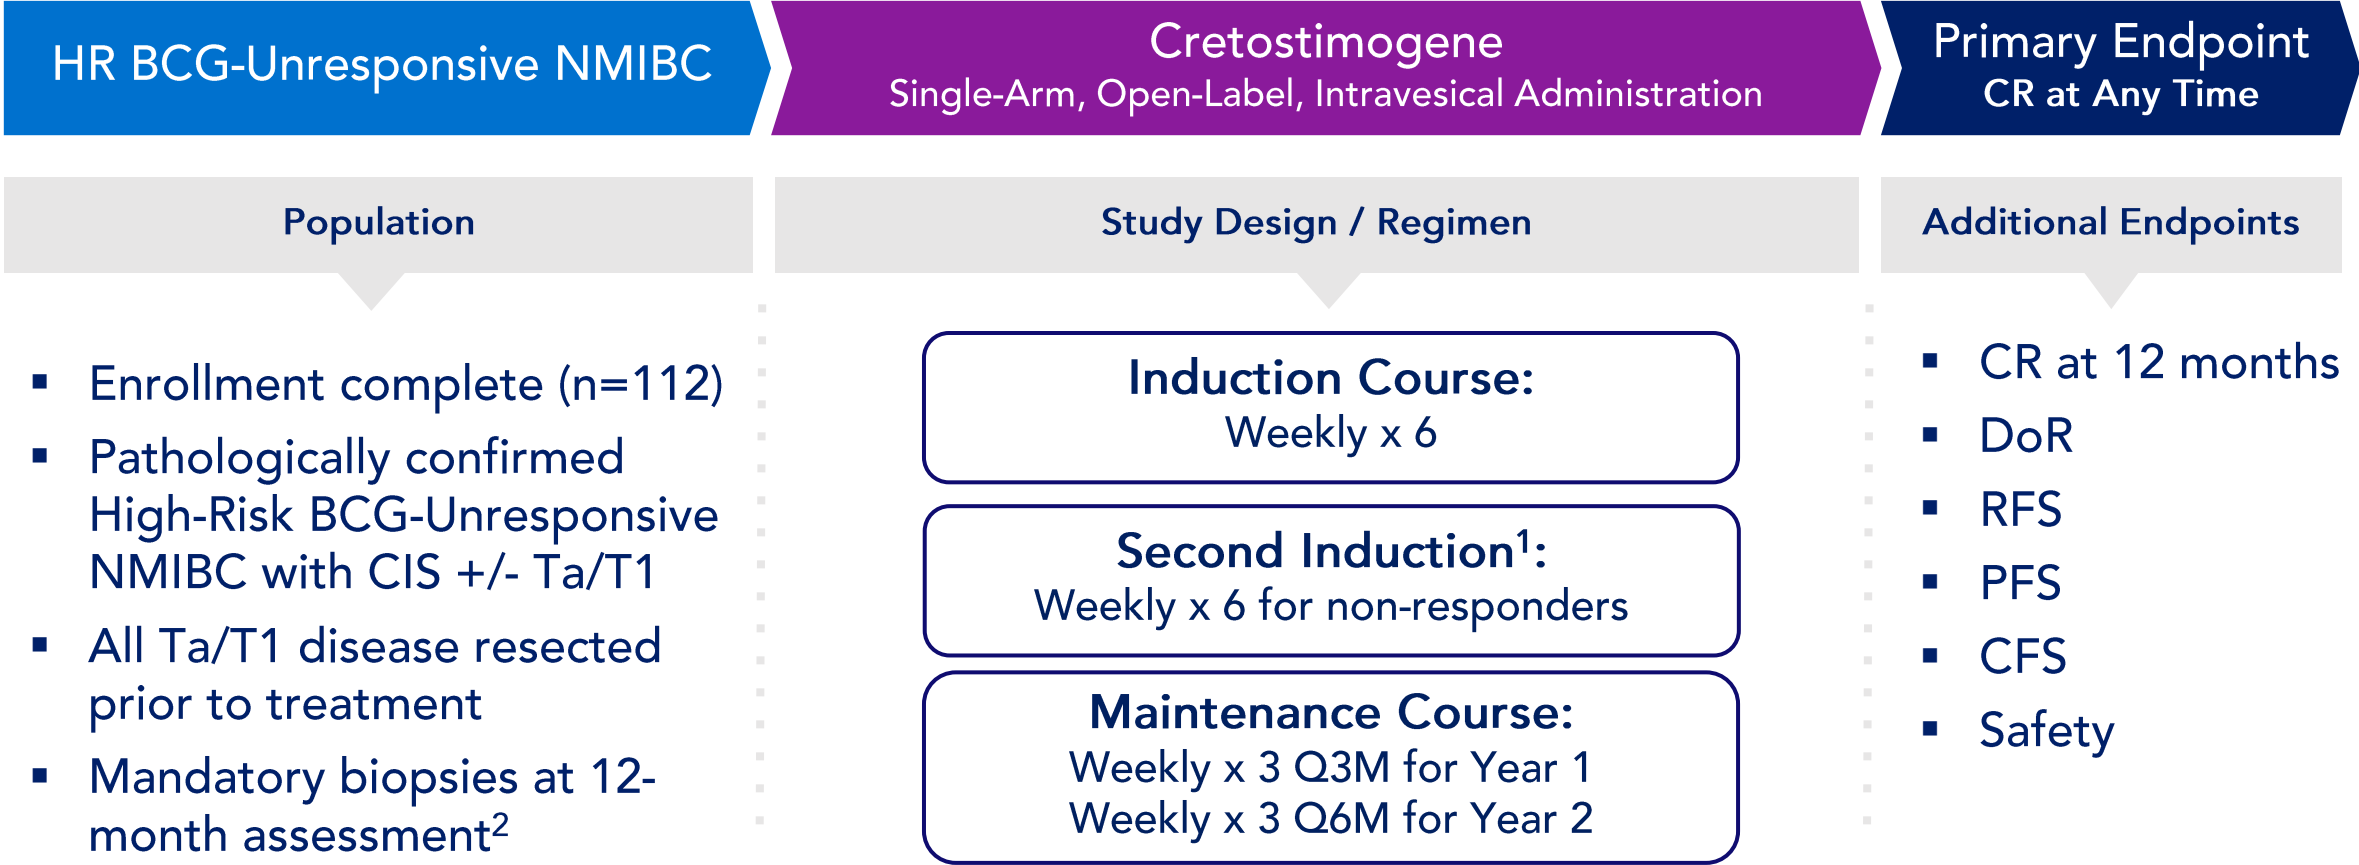 HR BCG-Unresponsive NMIBC
Cretostimogene
Single-Arm, Open-Label, Intravesical Administration
Primary Endpoint
CR at Any Time
Population
Study Design / Regimen
Additional Endpoints
▪ Enrollment complete (n=112)
▪ Pathologically confirmed
High-Risk BCG-Unresponsive
NMIBC with CIS +/- Ta/T1
▪ All Ta/T1 disease resected
prior to treatment
▪ Mandatory biopsies at 12-
month assessment²
Induction Course:
Weekly x 6
Second Induction¹:
Weekly x 6 for non-responders
Maintenance Course:
Weekly x 3 Q3M for Year 1
Weekly x 3 Q6M for Year 2
▪ CR at 12 months
▪ DoR
▪ RFS
▪ PFS
▪ CFS
▪ Safety